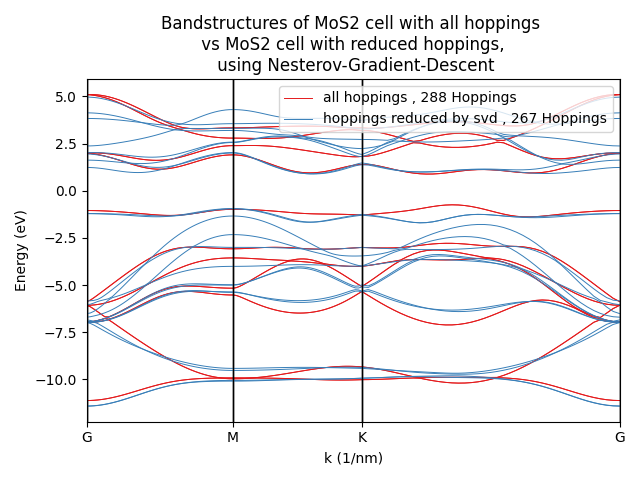 Bandstructures of MoS2 cell with all hoppings
vs MoS2 cell with reduced hoppings,
using Nesterov-Gradient-Descent
all hoppings , 288 Hoppings
hoppings reduced by svd , 267 Hoppings
Energy (eV)
5.0
2.5
0.0
−2.5
−5.0
−7.5
−10.0
G
M
K
G
k (1/nm)